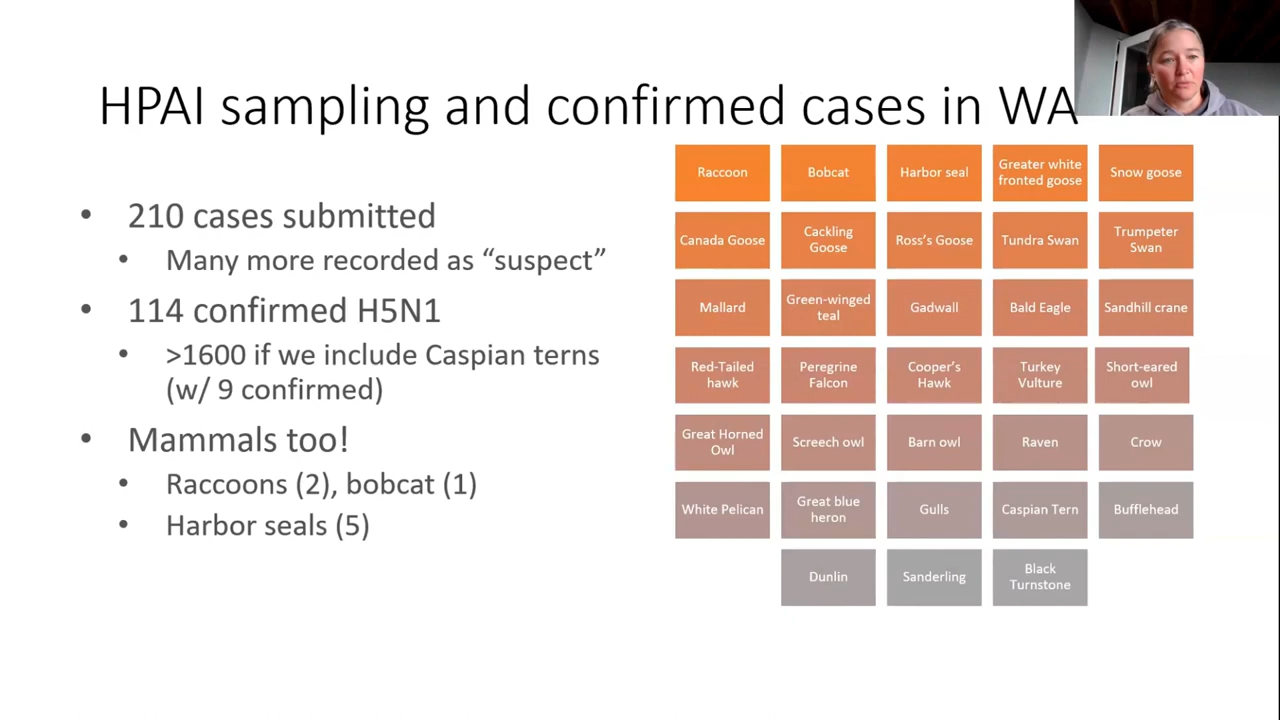 HPAI sampling and confirmed cases in WA
• 210 cases submitted
• Many more recorded as “suspect”
• 114 confirmed H5N1
• >1600 if we include Caspian terns
(w/ 9 confirmed)
• Mammals too!
• Raccoons (2), bobcat (1)
• Harbor seals (5)
Raccoon
Bobcat
Harbor seal
Greater white
fronted goose
Snow goose
Canada Goose
Cackling
Goose
Ross’s Goose
Tundra Swan
Trumpeter
Swan
Mallard
Green-winged
teal
Gadwall
Bald Eagle
Sandhill crane
Red-Tailed
hawk
Peregrine
Falcon
Cooper’s
Hawk
Turkey
Vulture
Short-eared
owl
Great Horned
Owl
Screech owl
Barn owl
Raven
Crow
White Pelican
Great blue
heron
Gulls
Caspian Tern
Bufflehead
Dunlin
Sanderling
Black
Turnstone